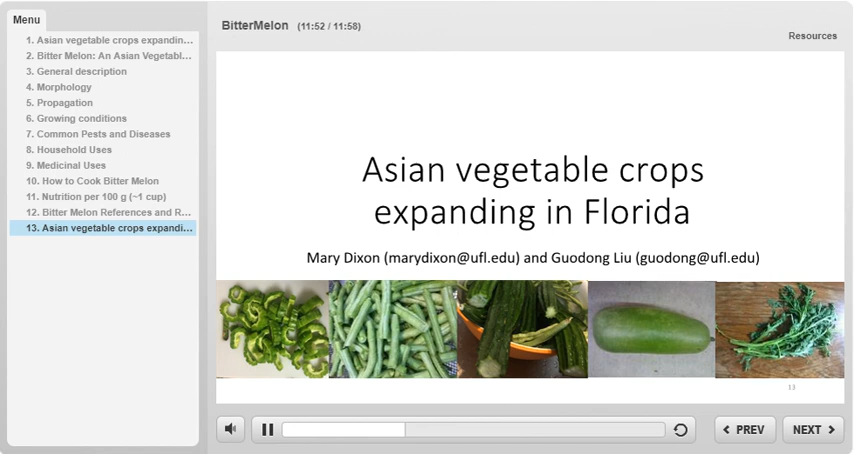 Menu
1. Asian vegetable crops expandin...
2. Bitter Melon: An Asian Vegetabl...
3. General description
4. Morphology
5. Propagation
6. Growing conditions
7. Common Pests and Diseases
8. Household Uses
9. Medicinal Uses
10. How to Cook Bitter Melon
11. Nutrition per 100 g (~1 cup)
12. Bitter Melon References and R...
13. Asian vegetable crops expandi...
BitterMelon (11:52 / 11:58)
Resources
Asian vegetable crops
expanding in Florida
Mary Dixon (marydixon@ufl.edu) and Guodong Liu (guodong@ufl.edu)
13
PREV
NEXT